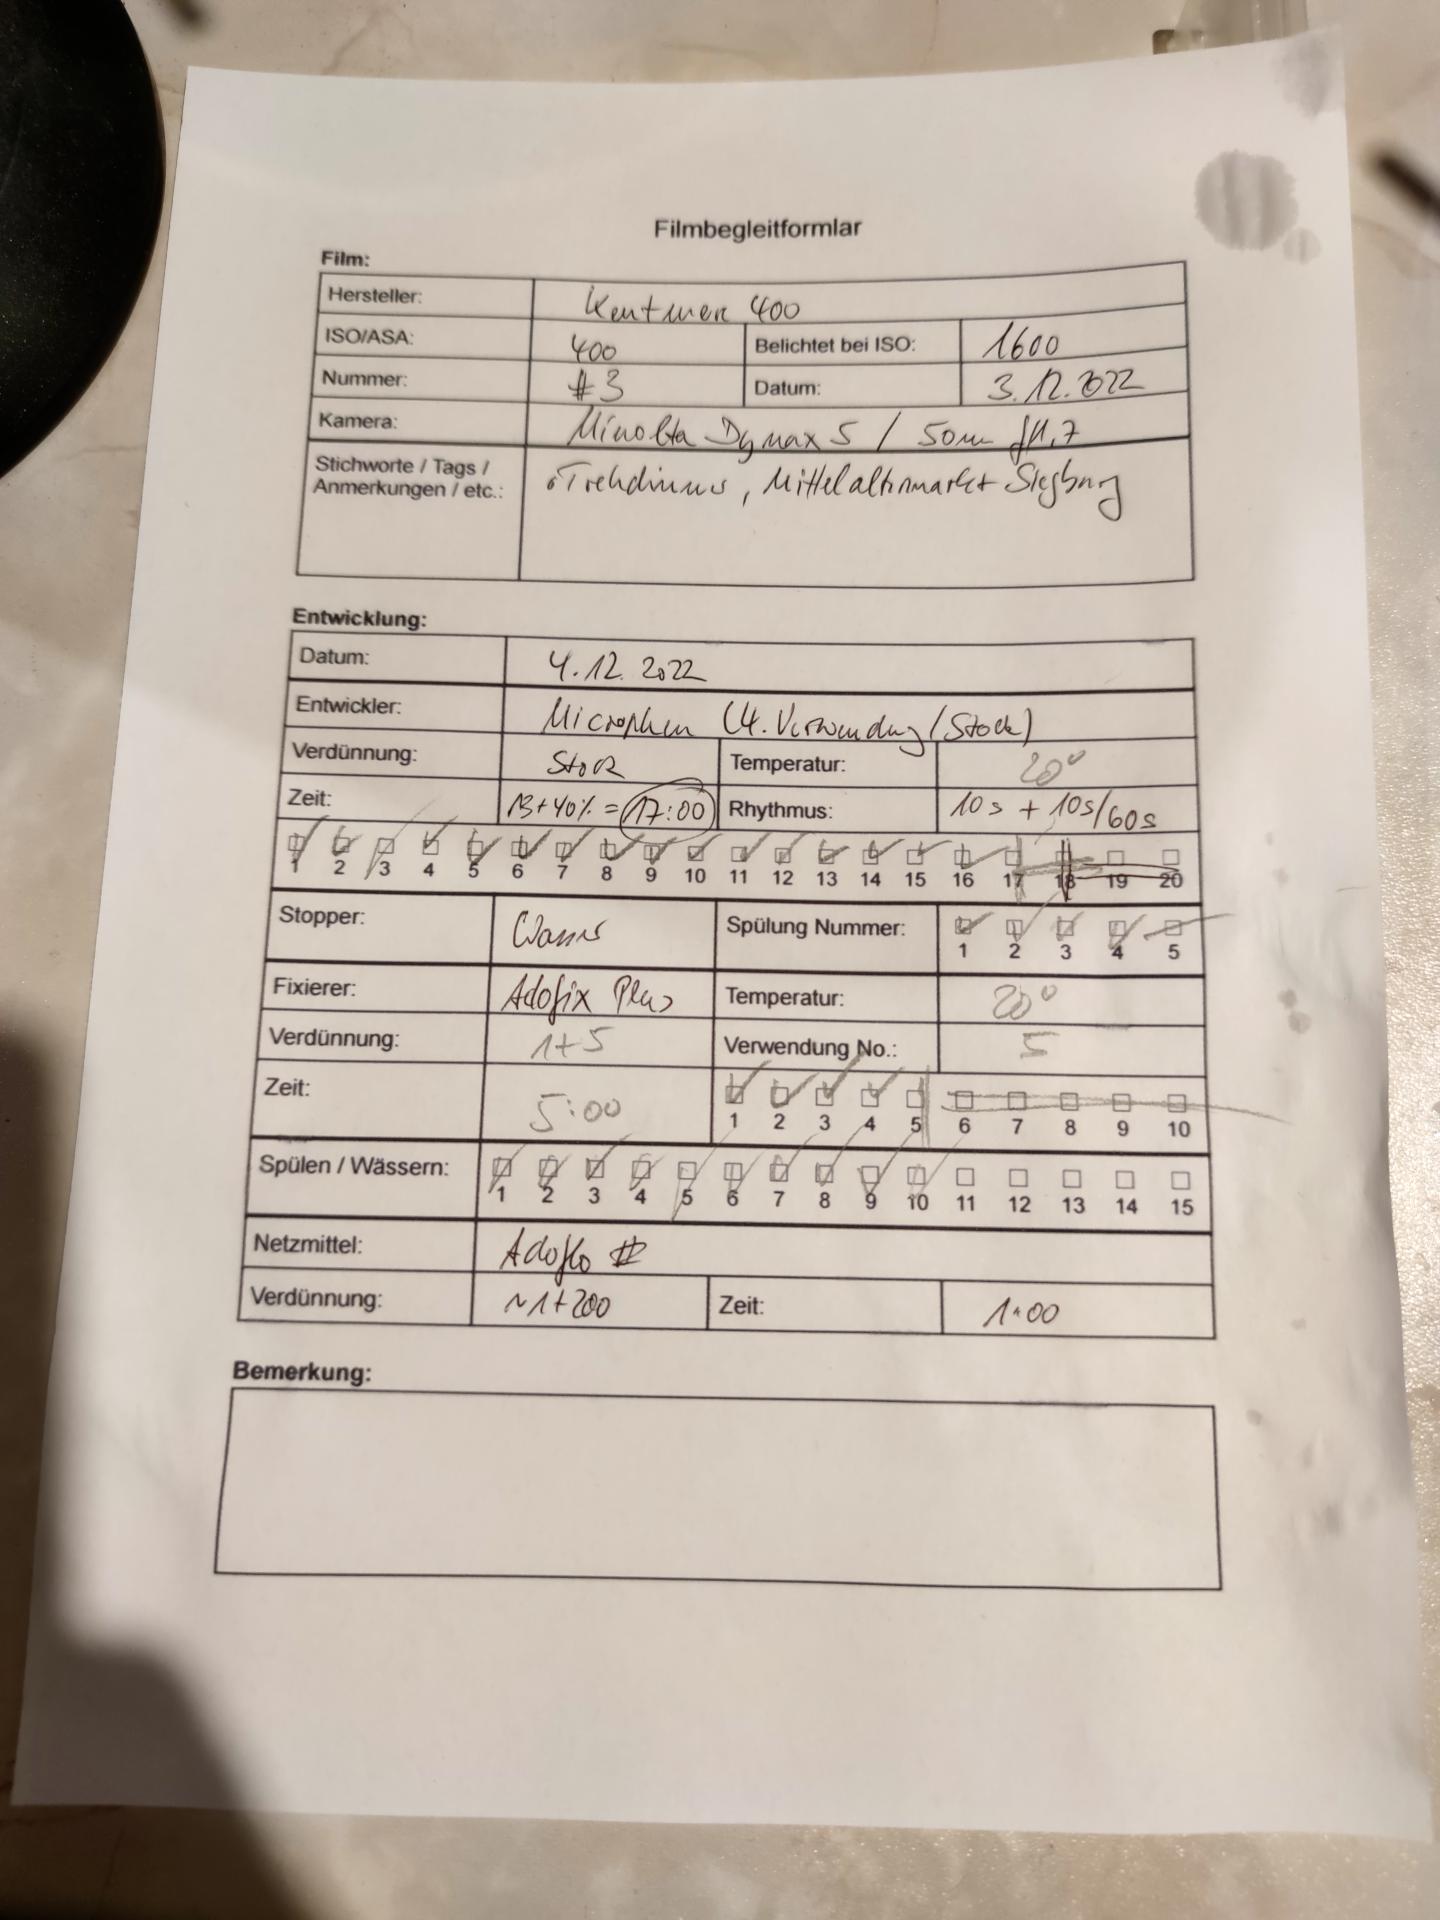 Filmbegleitformlar
Film:
Hersteller: Kentmere 400
ISO/ASA: 400 Belichtet bei ISO: 1600
Nummer: #3 Datum: 3.12.2022
Kamera: Minolta Dynax 5 / 50mm f1,7
Stichworte / Tags / Mittelaltermarkt Siegburg
Anmerkungen / etc.:
Entwicklung:
Datum: 4.12.2022
Entwickler: Microphen (4. Verwendung / Stock)
Verdünnung: Stock Temperatur: 20°
Zeit: 13+40% = 17:00 Rhythmus: 10s + 10s/60s
1 2 3 4 5 6 7 8 9 10 11 12 13 14 15 16 17 18 19 20
Stopper: Wasser Spülung Nummer: 1 2 3 4 5
Fixierer: Adofix Plus Temperatur: 20°
Verdünnung: 1+5 Verwendung No.: 5
Zeit: 5:00 1 2 3 4 5 6 7 8 9 10
Spülen / Wässern: 1 2 3 4 5 6 7 8 9 10 11 12 13 14 15
Netzmittel: Adoflo
Verdünnung: ~1+200 Zeit: 1:00
Bemerkung: